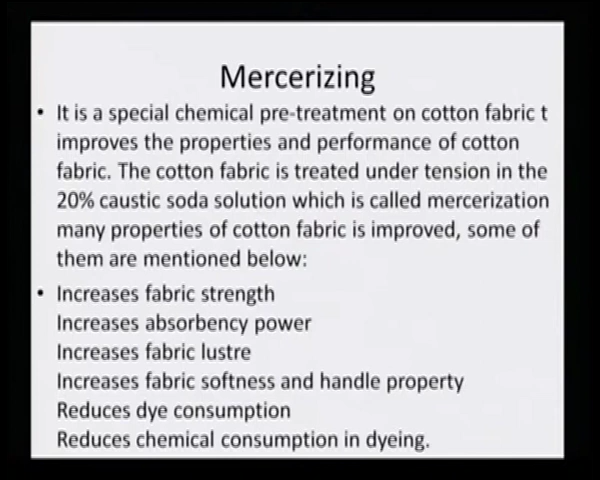 Mercerizing
• It is a special chemical pre-treatment on cotton fabric t
improves the properties and performance of cotton
fabric. The cotton fabric is treated under tension in the
20% caustic soda solution which is called mercerization
many properties of cotton fabric is improved, some of
them are mentioned below:
• Increases fabric strength
Increases absorbency power
Increases fabric lustre
Increases fabric softness and handle property
Reduces dye consumption
Reduces chemical consumption in dyeing.